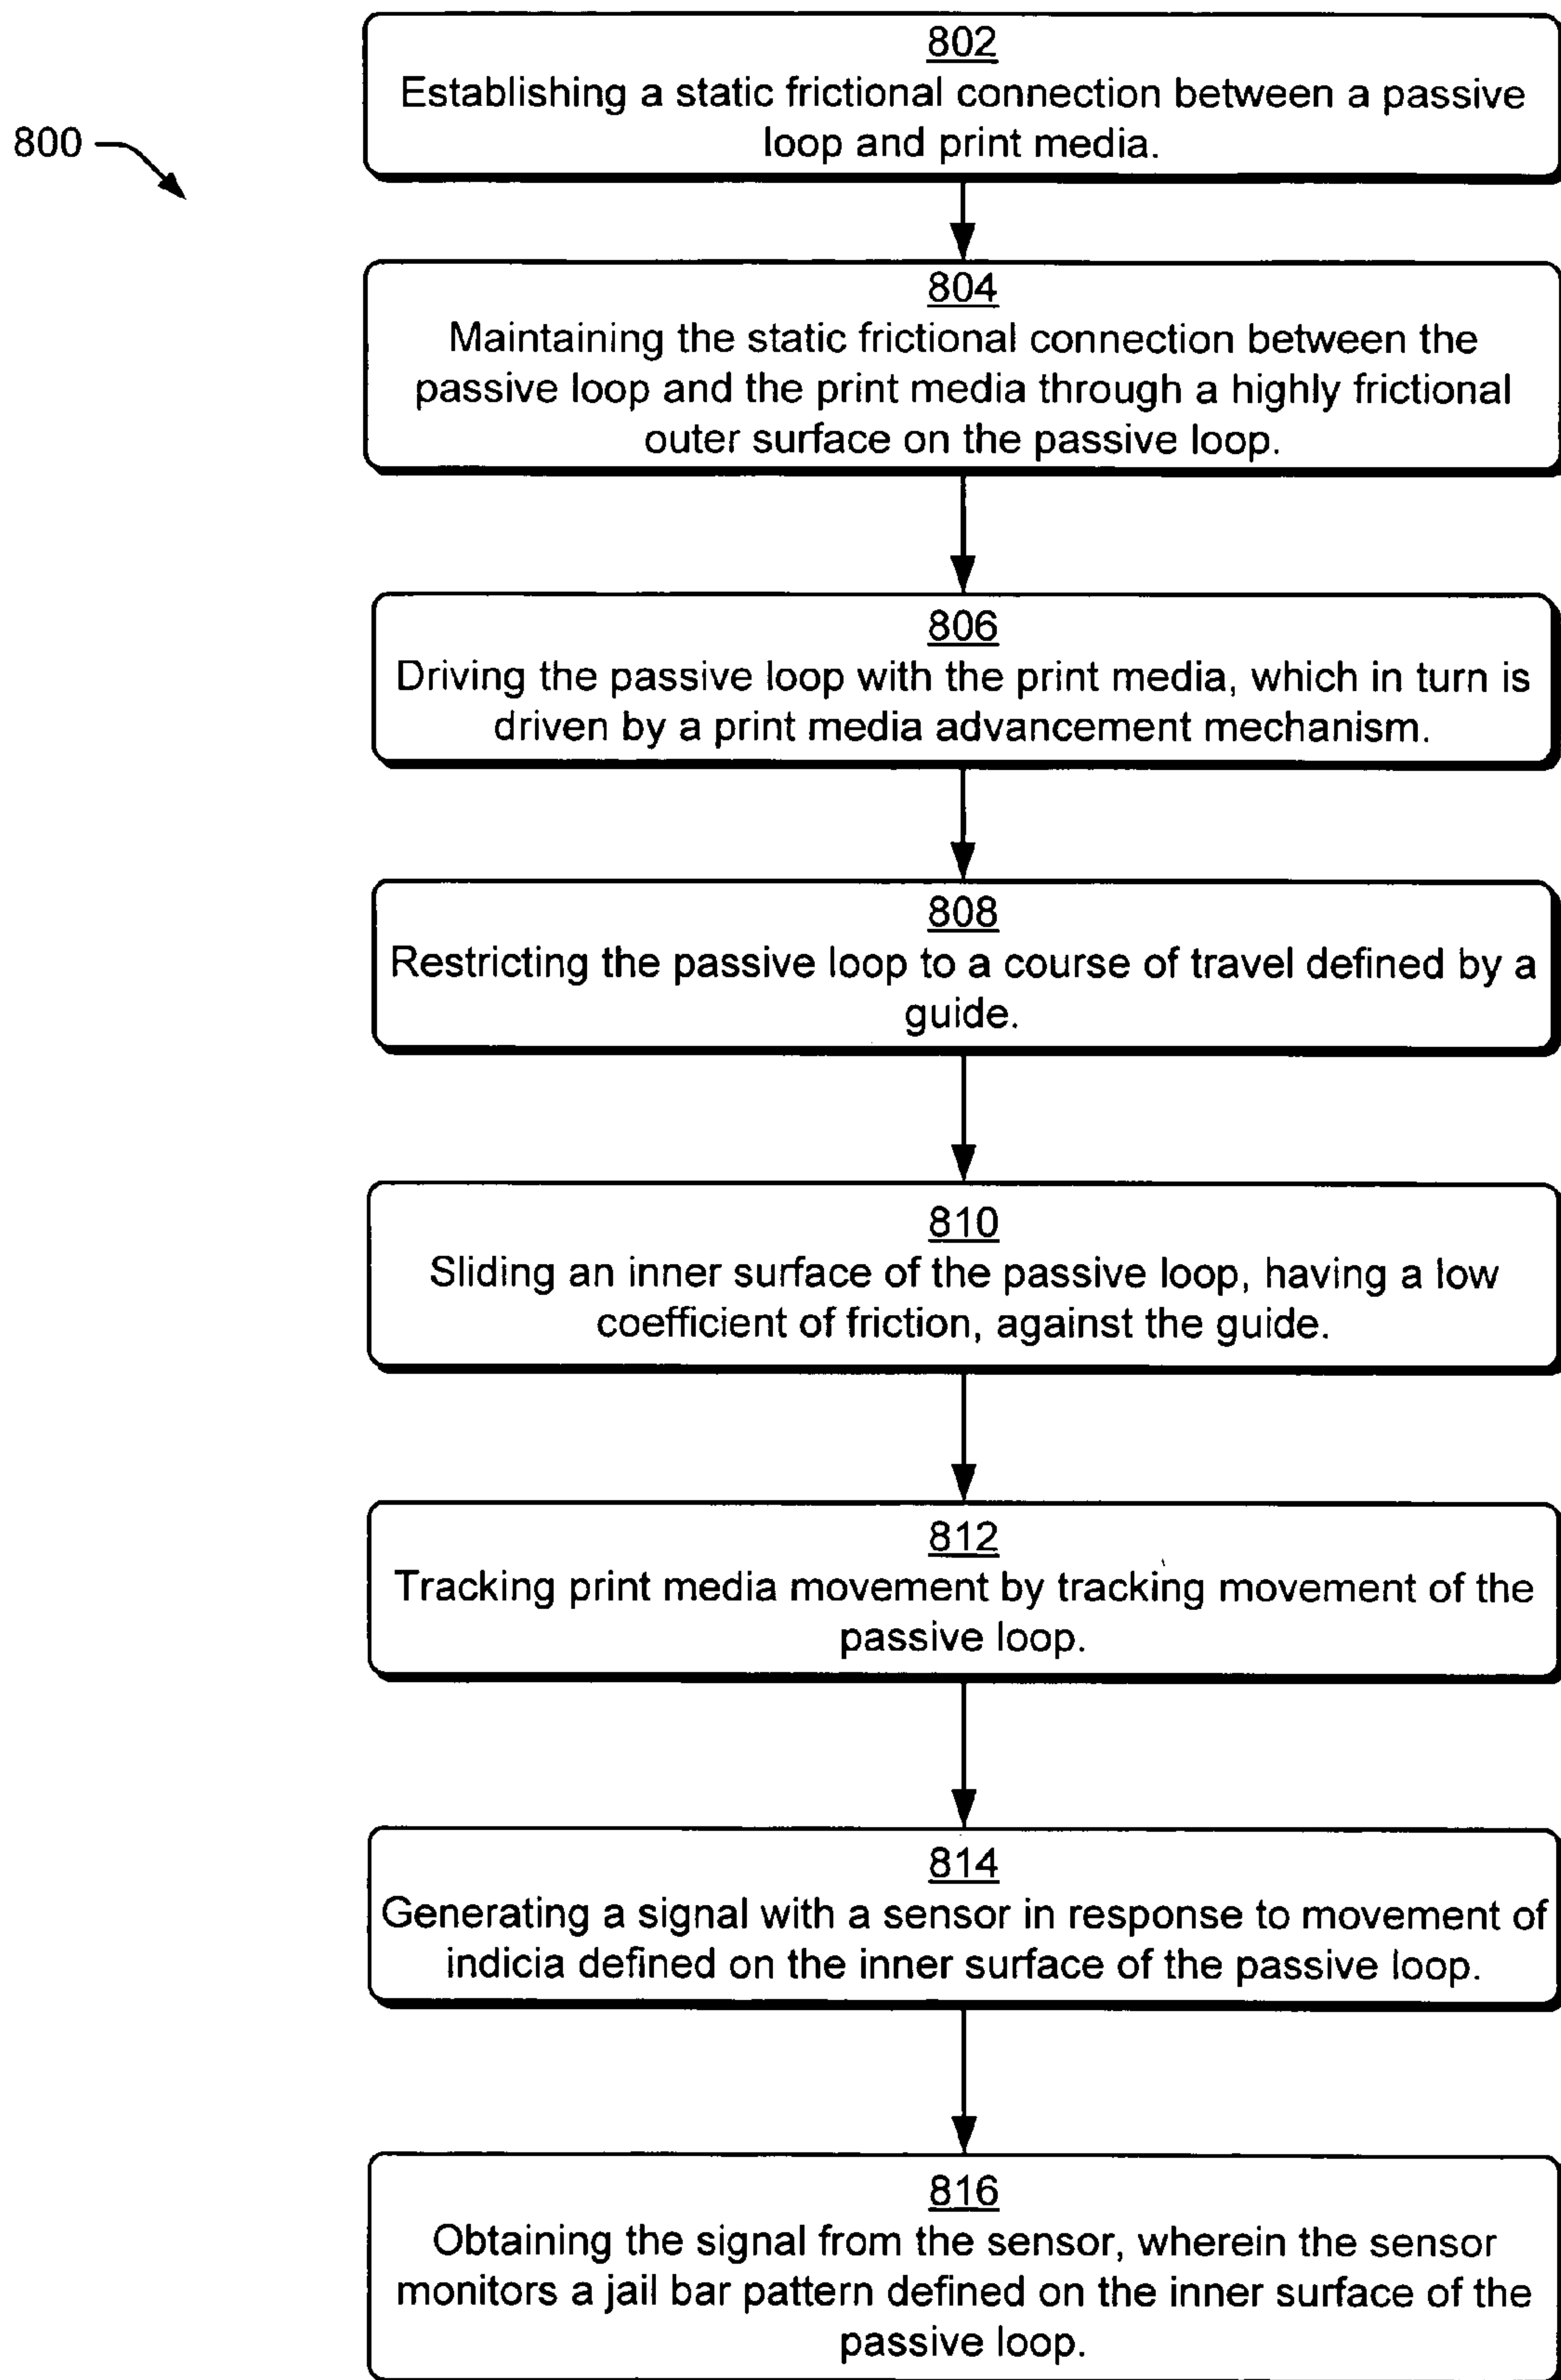 800
802
Establishing a static frictional connection between a passive
loop and print media.
804
Maintaining the static frictional connection between the
passive loop and the print media through a highly frictional
outer surface on the passive loop.
806
Driving the passive loop with the print media, which in turn is
driven by a print media advancement mechanism.
808
Restricting the passive loop to a course of travel defined by a
guide.
810
Sliding an inner surface of the passive loop, having a low
coefficient of friction, against the guide.
812
Tracking print media movement by tracking movement of the
passive loop.
814
Generating a signal with a sensor in response to movement of
indicia defined on the inner surface of the passive loop.
816
Obtaining the signal from the sensor, wherein the sensor
monitors a jail bar pattern defined on the inner surface of the
passive loop.